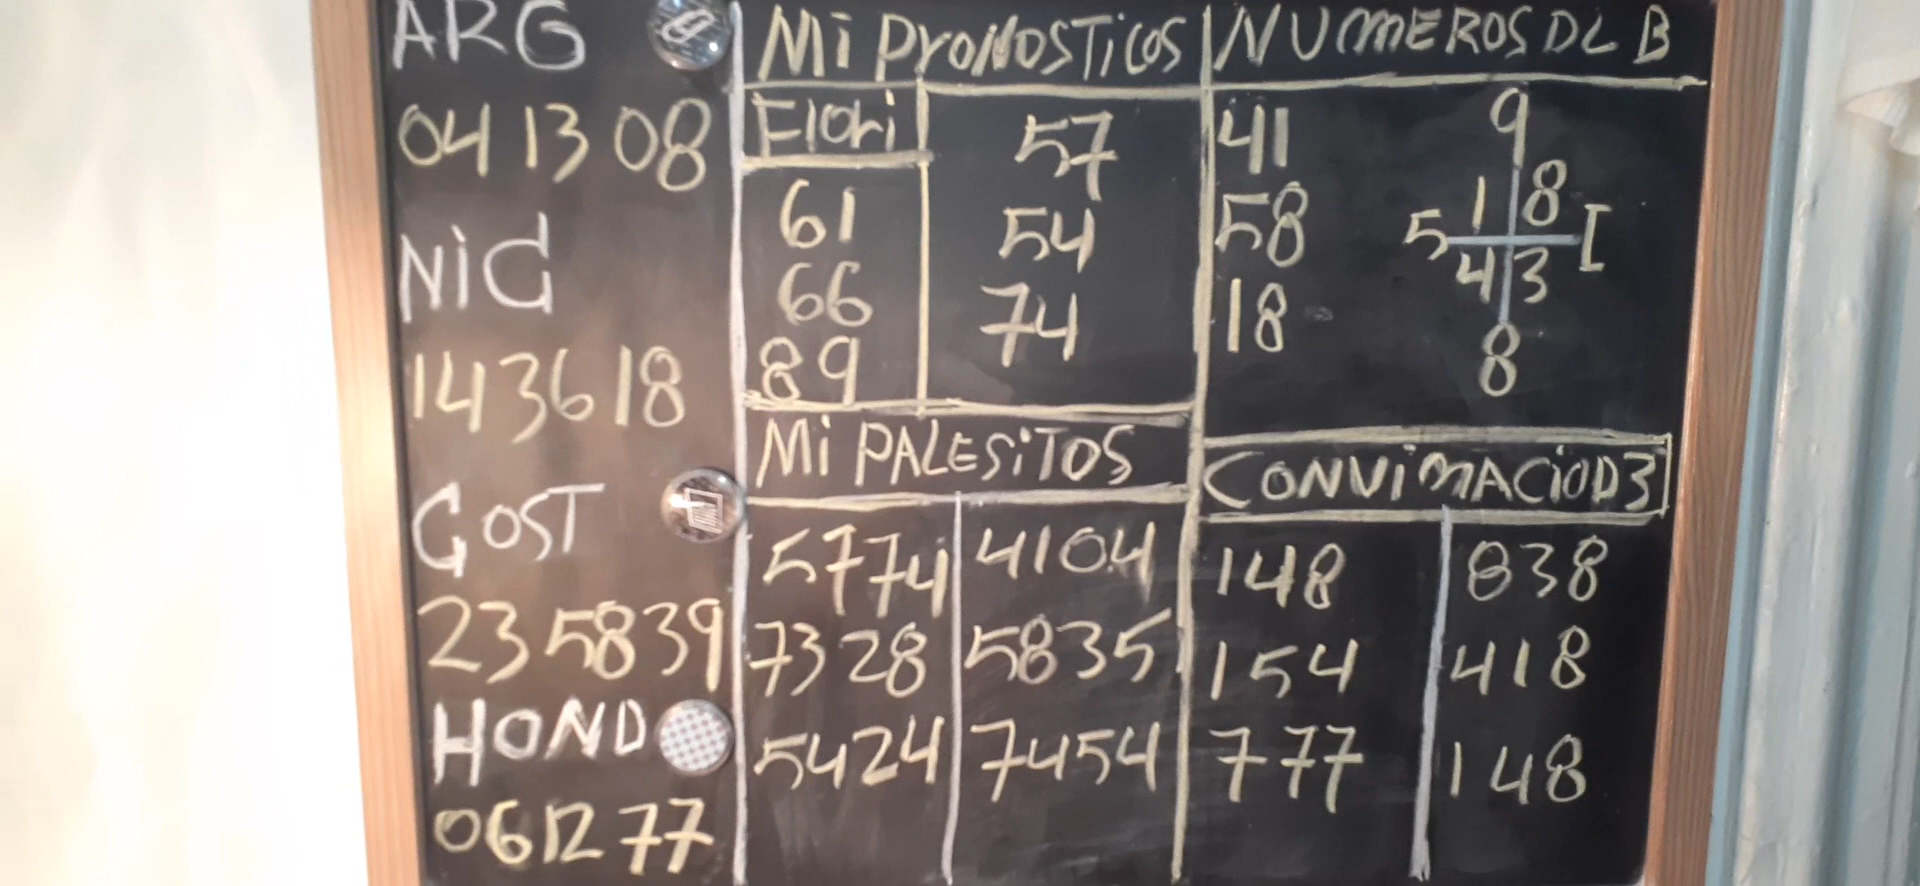 ARG
04 13 08
NiC
14 36 18
COST
23 58 39
HOND
06 12 77
Mi PRONOSTiCOS
FlORi
61
66
89
57
54
74
Mi PALESiTOS
5774 4104
7328 5835
5424 7454
NUMEROS DL B
41
58
18
9
1 8
5 I
4 3
8
CONViMACiOD3
148 838
154 418
777 148